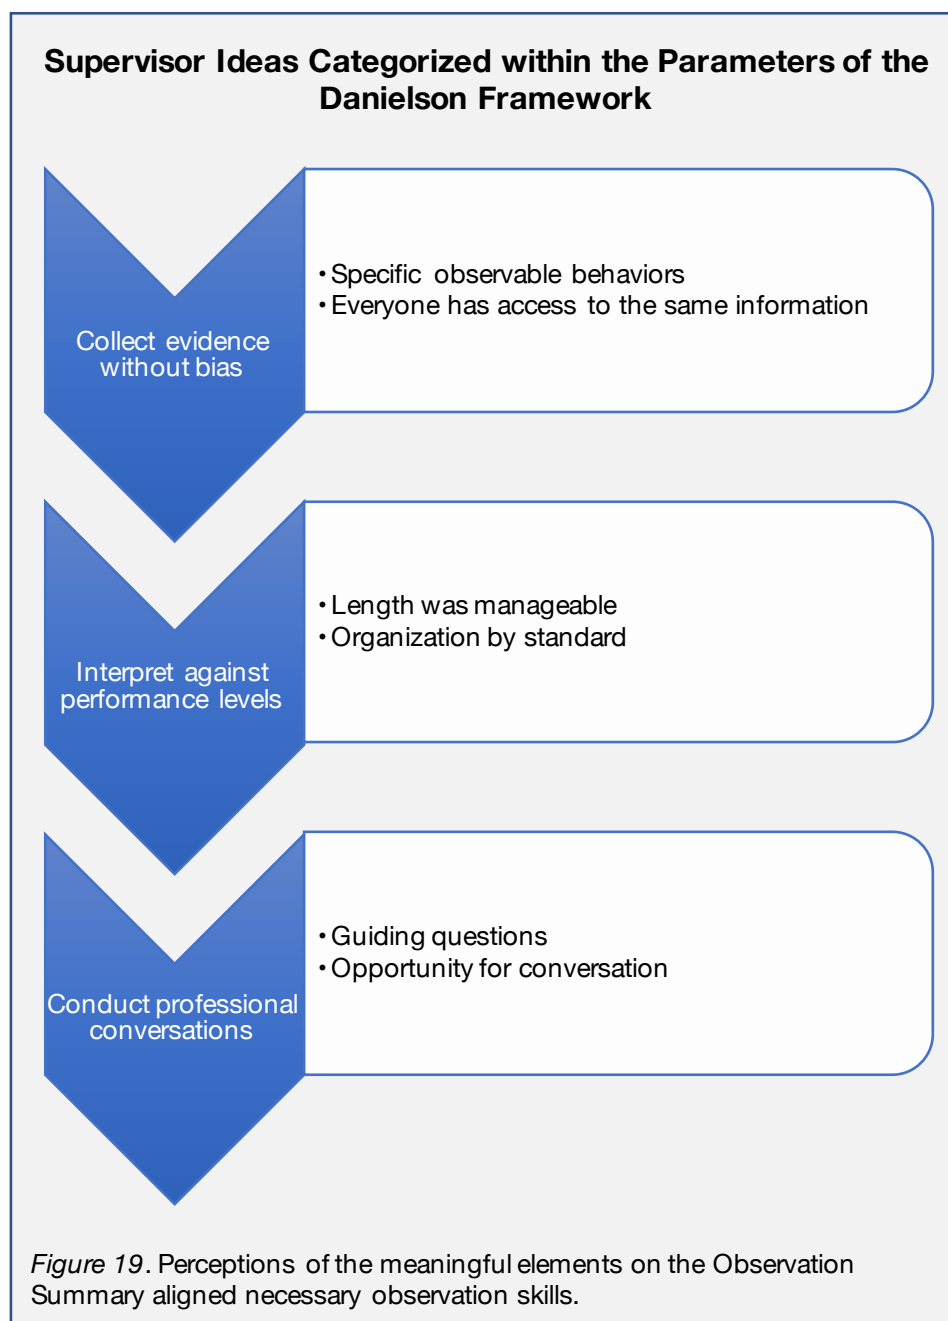 Supervisor Ideas Categorized within the Parameters of the
Danielson Framework
Collect evidence
without bias
• Specific observable behaviors
• Everyone has access to the same information
Interpret against
performance levels
• Length was manageable
• Organization by standard
Conduct professional
conversations
• Guiding questions
• Opportunity for conversation
Figure 19. Perceptions of the meaningful elements on the Observation
Summary aligned necessary observation skills.